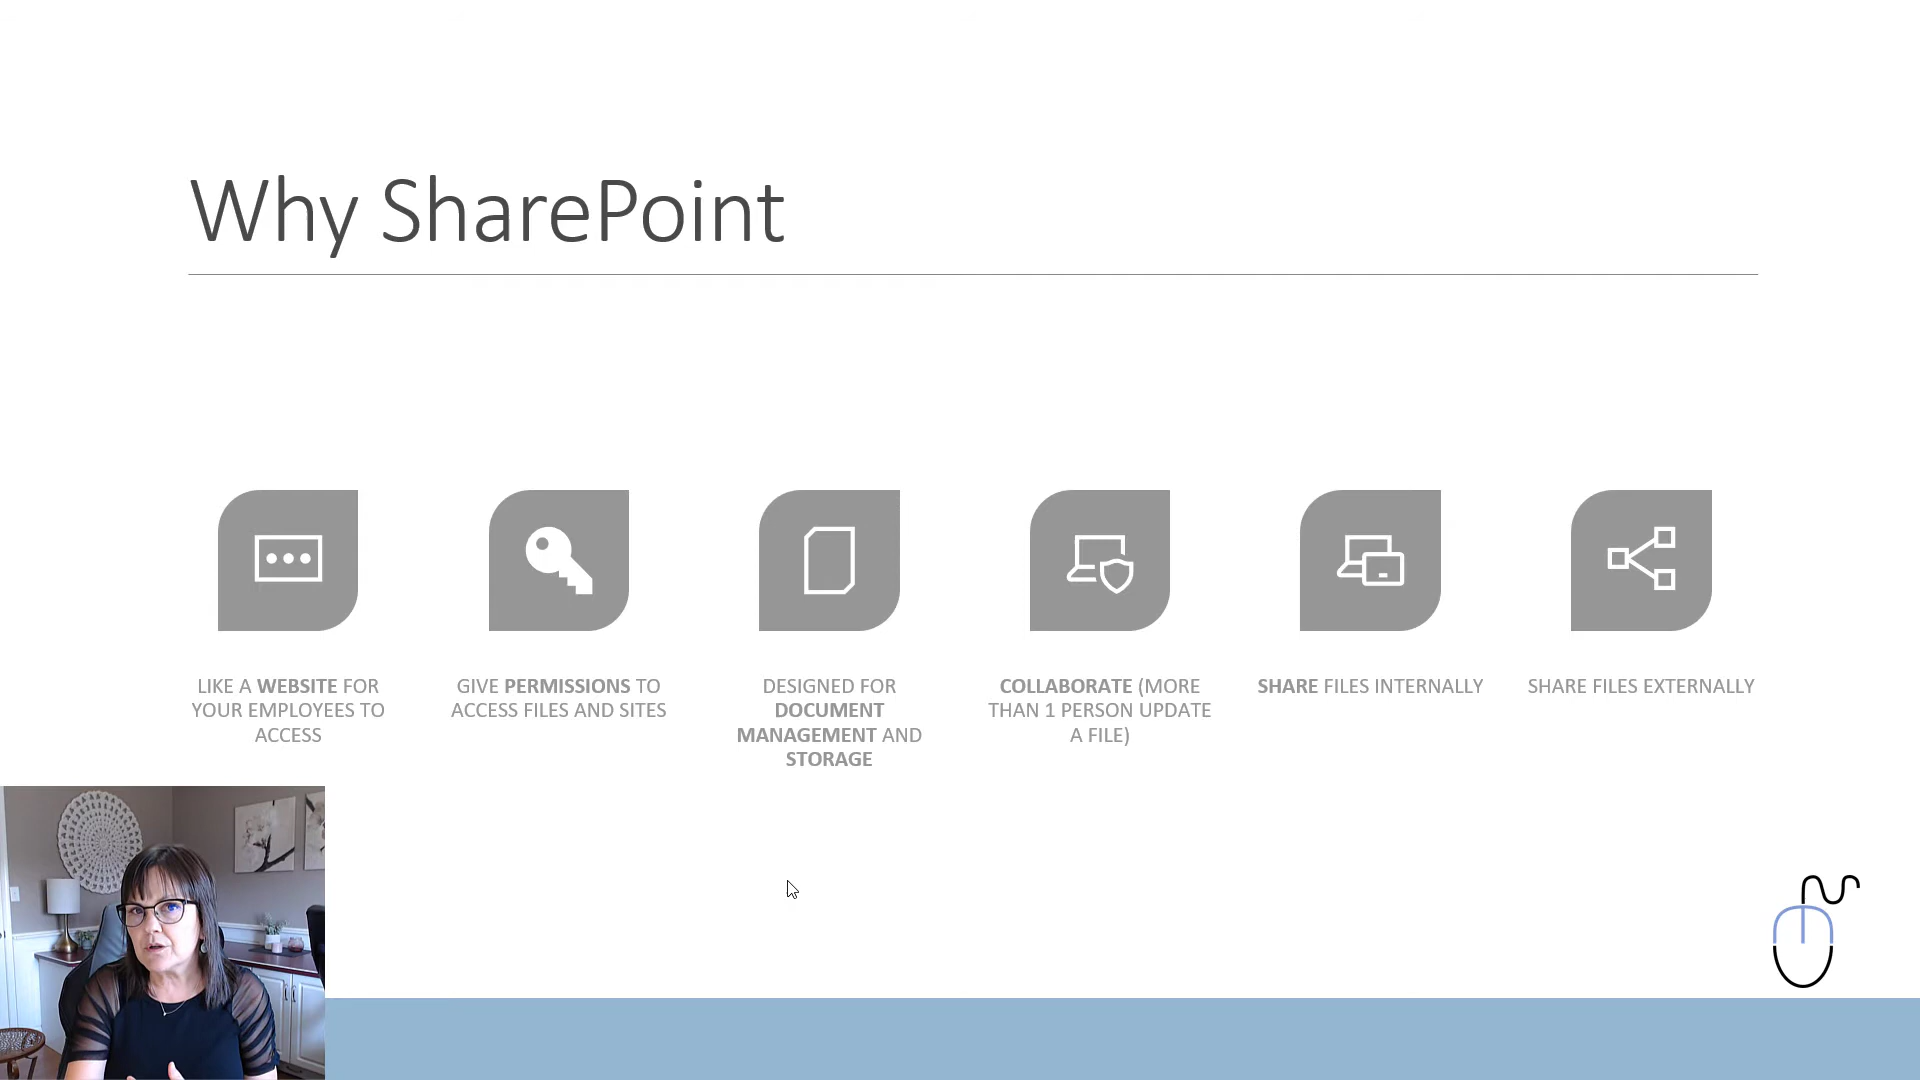 Why SharePoint
LIKE A WEBSITE FOR
YOUR EMPLOYEES TO
ACCESS
GIVE PERMISSIONS TO
ACCESS FILES AND SITES
DESIGNED FOR
DOCUMENT
MANAGEMENT AND
STORAGE
COLLABORATE (MORE
THAN 1 PERSON UPDATE
A FILE)
SHARE FILES INTERNALLY
SHARE FILES EXTERNALLY